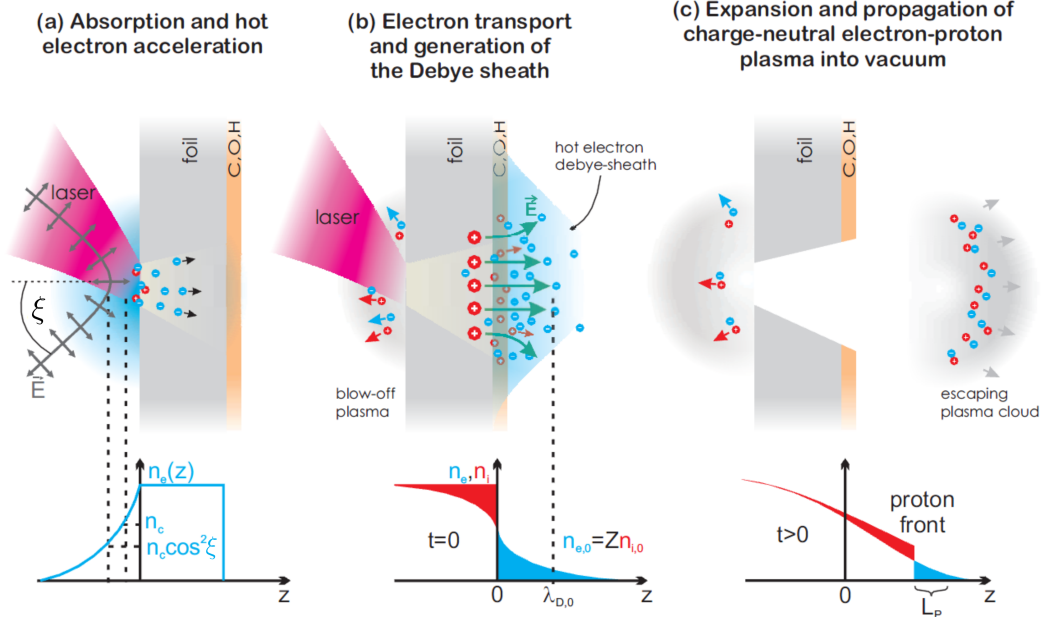 (a) Absorption and hot
electron acceleration
laser
foil
C,O,H
ξ
E
n_e(z)
n_c
n_c cos²ξ
z
(b) Electron transport
and generation of
the Debye sheath
laser
foil
C,O,H
E
hot electron
debye-sheath
blow-off
plasma
n_e,n_i
t=0
n_e,0=Zn_i,0
0
λ_D,0
z
(c) Expansion and propagation of
charge-neutral electron-proton
plasma into vacuum
foil
C,O,H
escaping
plasma cloud
t>0
proton
front
0
L_P
z